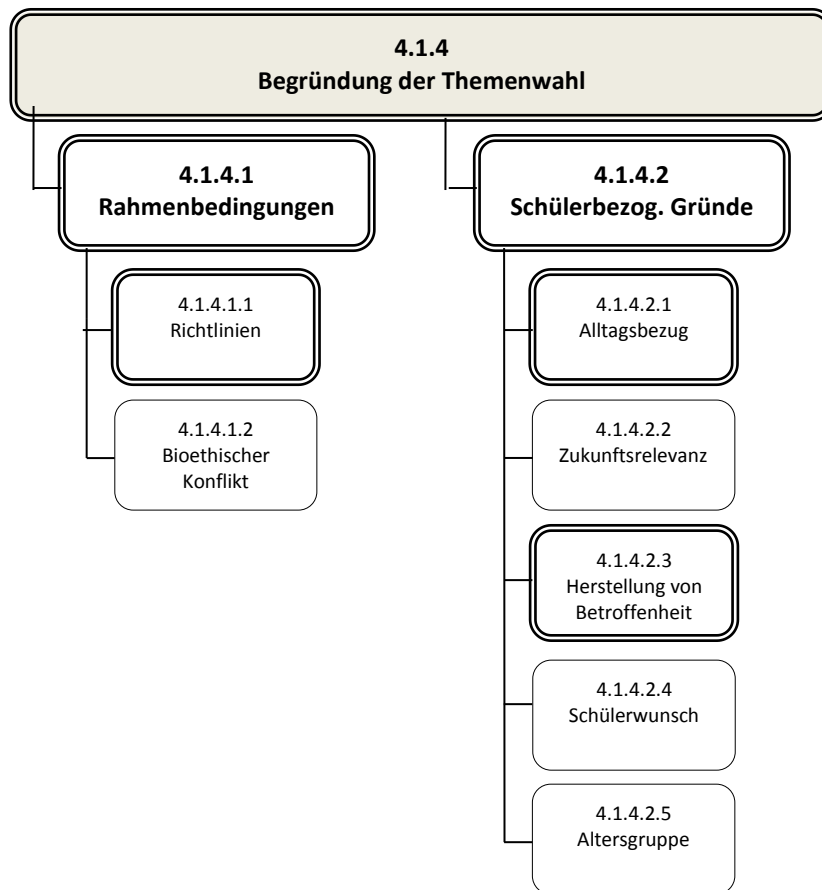 4.1.4
Begründung der Themenwahl
4.1.4.1
Rahmenbedingungen
4.1.4.1.1
Richtlinien
4.1.4.1.2
Bioethischer
Konflikt
4.1.4.2
Schülerbezog. Gründe
4.1.4.2.1
Alltagsbezug
4.1.4.2.2
Zukunftsrelevanz
4.1.4.2.3
Herstellung von
Betroffenheit
4.1.4.2.4
Schülerwunsch
4.1.4.2.5
Altersgruppe